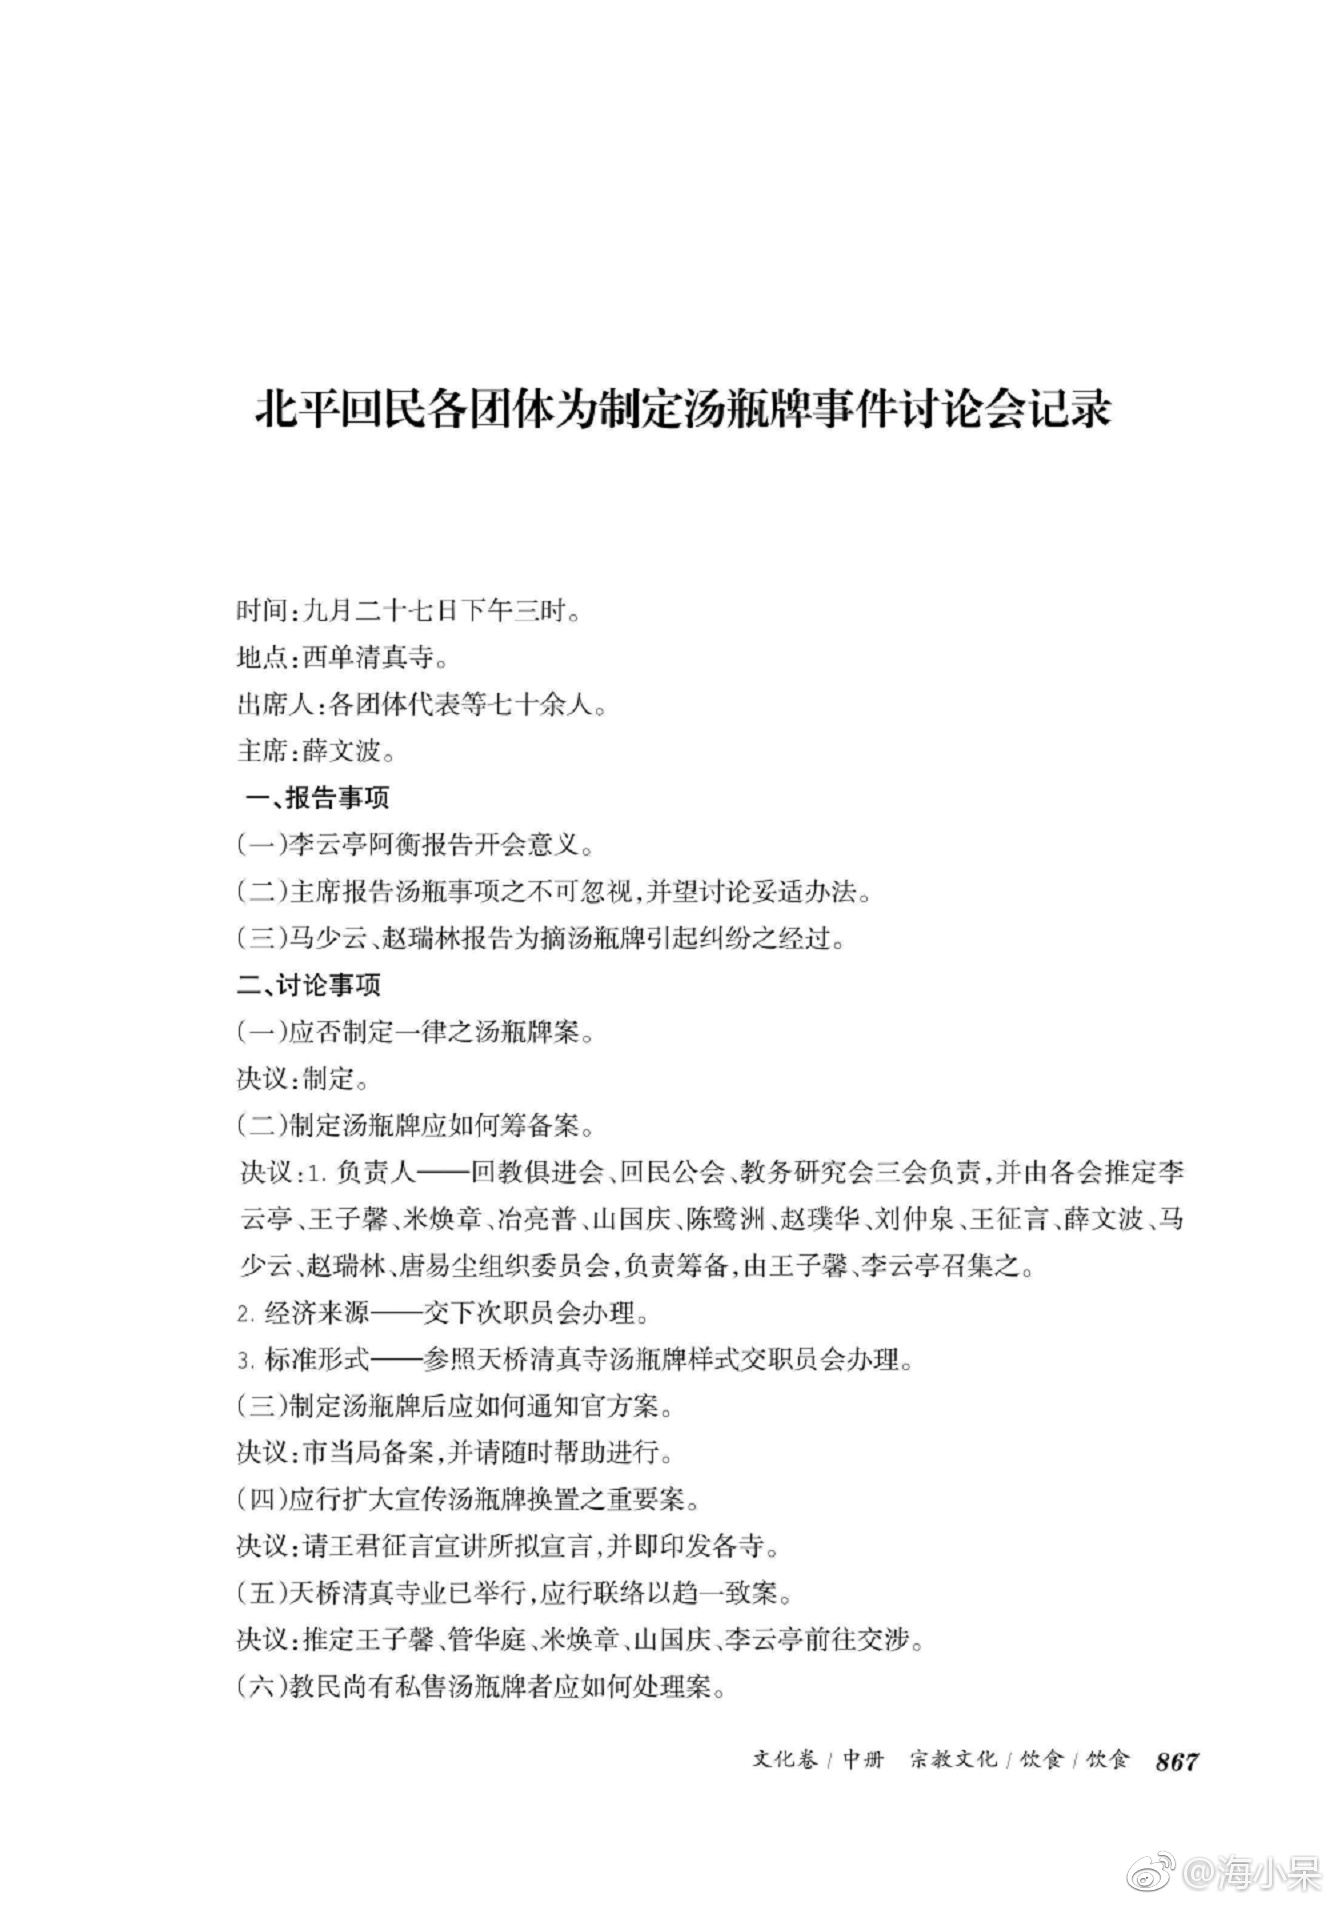 北平回民各团体为制定汤瓶牌事件讨论会记录
时间:九月二十七日下午三时。
地点:西单清真寺。
出席人:各团体代表等七十余人。
主席:薛文波。
一、报告事项
(一)李云亭阿衡报告开会意义。
(二)主席报告汤瓶事项之不可忽视,并望讨论妥适办法。
(三)马少云、赵瑞林报告为摘汤瓶牌引起纠纷之经过。
二、讨论事项
(一)应否制定一律之汤瓶牌案。
决议:制定。
(二)制定汤瓶牌应如何筹备案。
决议:1. 负责人——回教俱进会、回民公会、教务研究会三会负责,并由各会推定李
云亭、王子馨、米焕章、冶亮普、山国庆、陈鹭洲、赵璞华、刘仲泉、王征言、薛文波、马
少云、赵瑞林、唐易尘组织委员会,负责筹备,由王子馨、李云亭召集之。
2. 经济来源——交下次职员会办理。
3. 标准形式——参照天桥清真寺汤瓶牌样式交职员会办理。
(三)制定汤瓶牌后应如何通知官方案。
决议:市当局备案,并请随时帮助进行。
(四)应行扩大宣传汤瓶牌换置之重要案。
决议:请王君征言宣讲所拟宣言,并即印发各寺。
(五)天桥清真寺业已举行,应行联络以趋一致案。
决议:推定王子馨、管华庭、米焕章、山国庆、李云亭前往交涉。
(六)教民尚有私售汤瓶牌者应如何处理案。
文化卷/中册 宗教文化/饮食/饮食 867
@海小呆